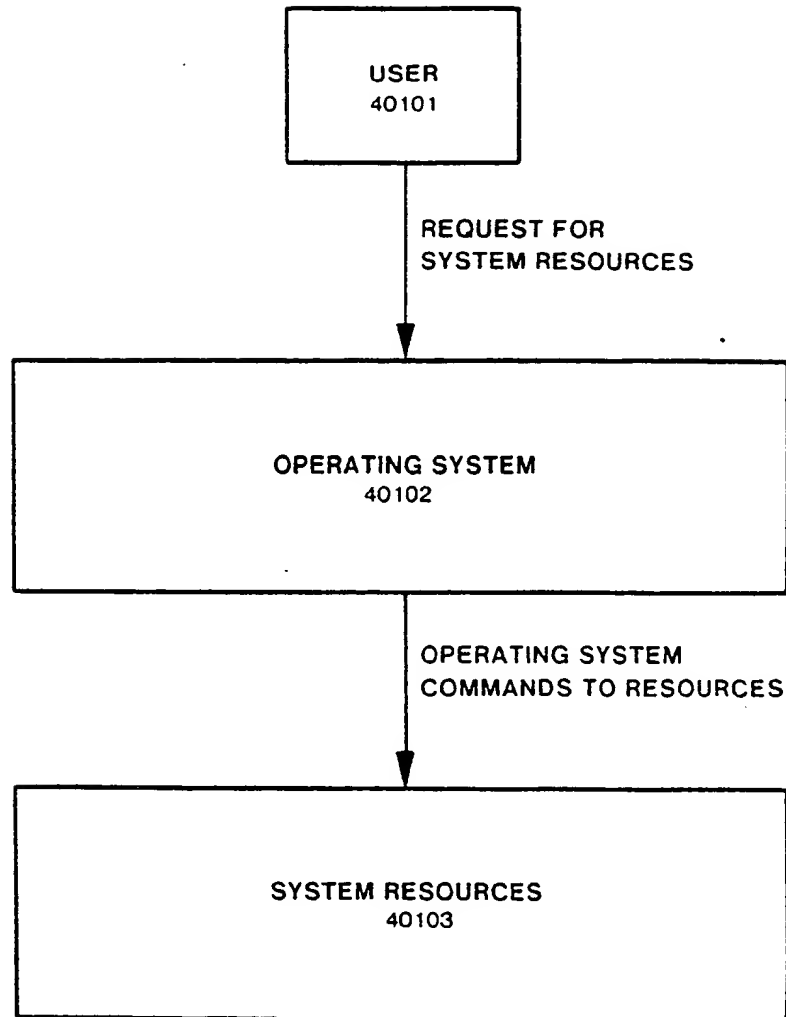 USER
40101
REQUEST FOR
SYSTEM RESOURCES
OPERATING SYSTEM
40102
OPERATING SYSTEM
COMMANDS TO RESOURCES
SYSTEM RESOURCES
40103